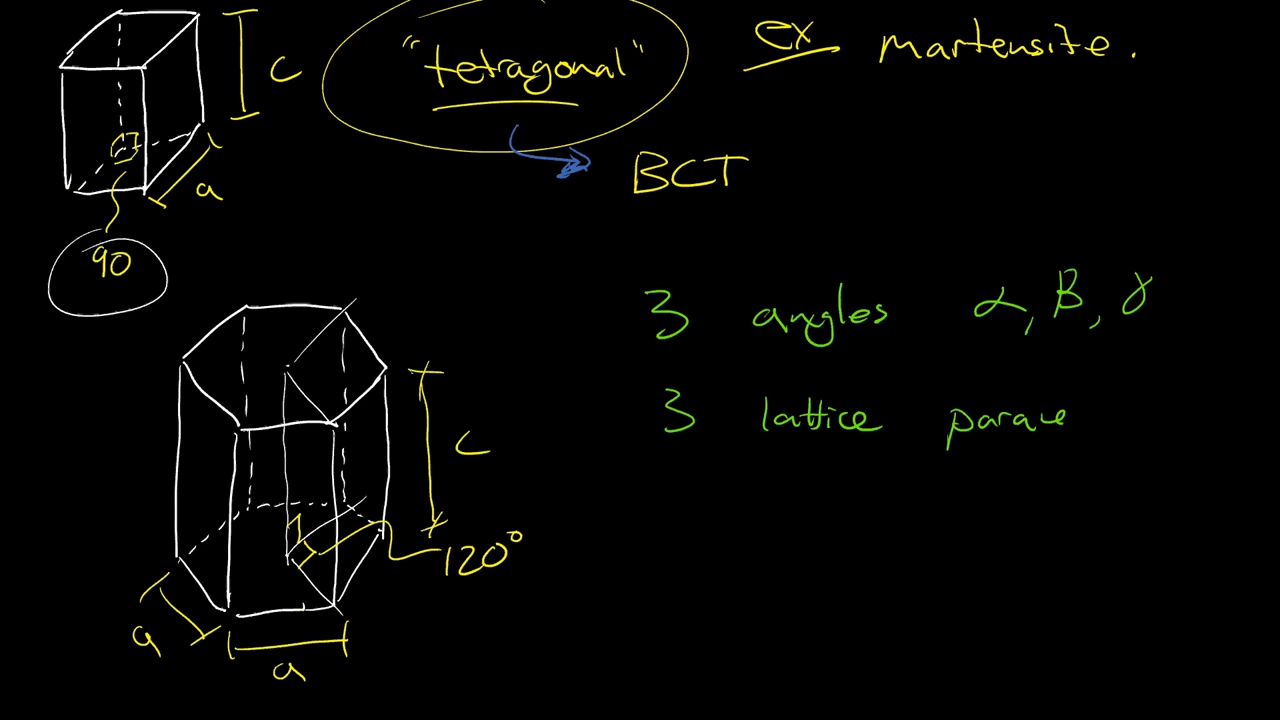 c
"tetragonal"
ex martensite.
a
BCT
90
3 angles α, β, γ
3 lattice parame
c
120°
a
a